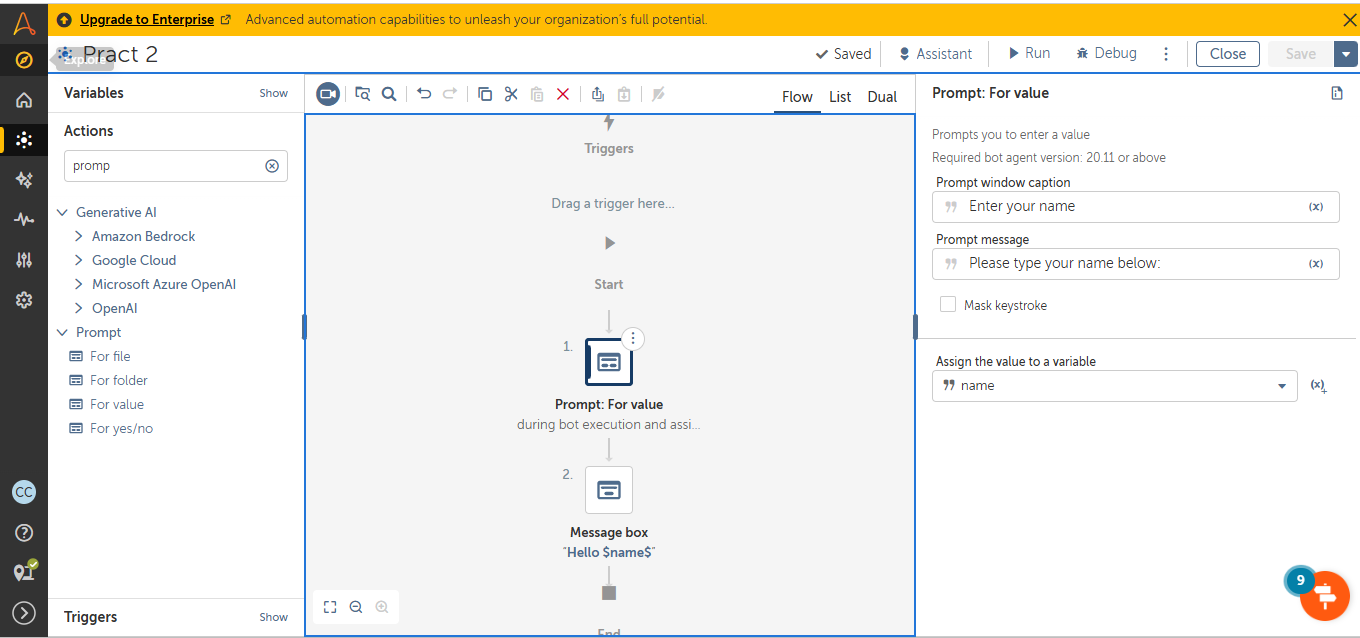 Upgrade to Enterprise Advanced automation capabilities to unleash your organization's full potential.
Explore
Pract 2
Saved
Assistant
Run
Debug
Close
Save
Variables
Show
Actions
promp
Generative AI
Amazon Bedrock
Google Cloud
Microsoft Azure OpenAI
OpenAI
Prompt
For file
For folder
For value
For yes/no
Triggers
Show
CC
Flow
List
Dual
Triggers
Drag a trigger here...
Start
1.
Prompt: For value
during bot execution and assi...
2.
Message box
"Hello $name$"
End
Prompt: For value
Prompts you to enter a value
Required bot agent version: 20.11 or above
Prompt window caption
Enter your name
(x)
Prompt message
Please type your name below:
(x)
Mask keystroke
Assign the value to a variable
name
(x)+
9